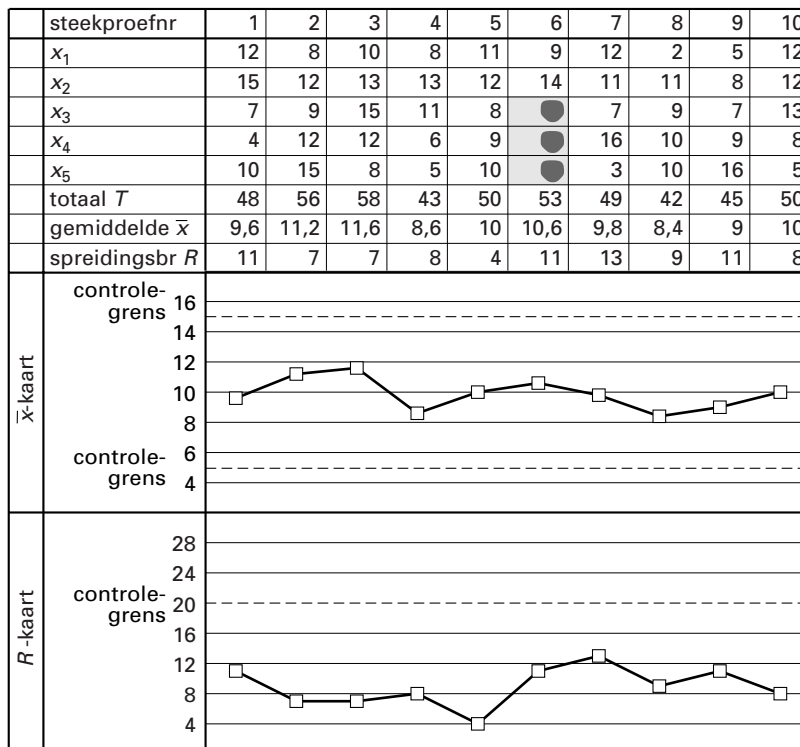 steekproefnr 1 2 3 4 5 6 7 8 9 10
x1 12 8 10 8 11 9 12 2 5 12
x2 15 12 13 13 12 14 11 11 8 12
x3 7 9 15 11 8 7 9 7 13
x4 4 12 12 6 9 16 10 9 8
x5 10 15 8 5 10 3 10 16 5
totaal T 48 56 58 43 50 53 49 42 45 50
gemiddelde x̅ 9,6 11,2 11,6 8,6 10 10,6 9,8 8,4 9 10
spreidingsbr R 11 7 7 8 4 11 13 9 11 8
x̅-kaart
controle-
grens
16
14
12
10
8
6
controle-
grens
4
R-kaart
28
24
controle-
grens
20
16
12
8
4